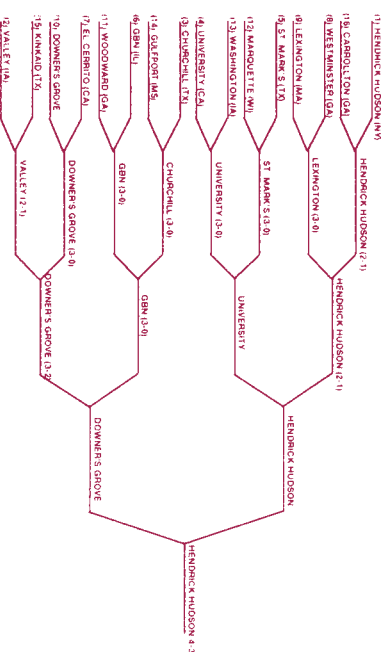 (1) HENDRICK HUDSON (NY)
(16) CARROLLTON (GA)
(8) WESTMINSTER (GA)
(9) LEXINGTON (MA)
(5) ST. MARK'S (TX)
(12) MARQUETTE (WI)
(13) WASHINGTON (IA)
(4) UNIVERSITY (CA)
(3) CHURCHILL (TX)
(14) GULFPORT (MS)
(6) GBN (IL)
(11) WOODWARD (GA)
(7) EL CERRITO (CA)
(10) DOWNER'S GROVE
(15) KINKAID (TX)
(2) VALLEY (IA)
HENDRICK HUDSON (2-1)
LEXINGTON (3-0)
ST. MARK'S (3-0)
UNIVERSITY (3-0)
CHURCHILL (3-0)
GBN (3-0)
DOWNER'S GROVE (3-0)
VALLEY (2-1)
HENDRICK HUDSON (2-1)
UNIVERSITY
GBN (3-0)
DOWNER'S GROVE (3-2)
HENDRICK HUDSON
DOWNER'S GROVE
HENDRICK HUDSON 4-3